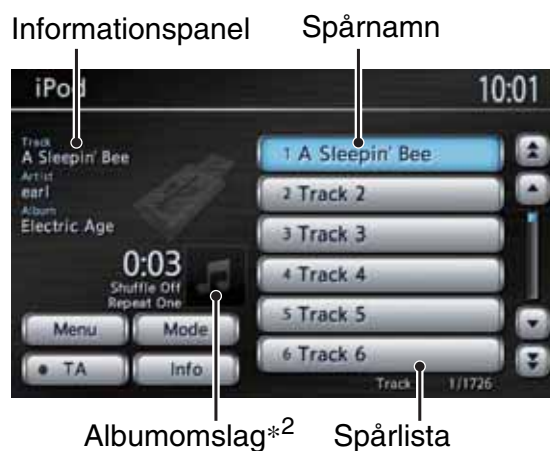 Informationspanel
Spårnamn
iPod
10:01
Track
A Sleepin' Bee
Artist
earl
Album
Electric Age
0:03
Shuffle Off
Repeat One
Menu
Mode
TA
Info
1 A Sleepin' Bee
2 Track 2
3 Track 3
4 Track 4
5 Track 5
6 Track 6
Track 1/1726
Albumomslag*2
Spårlista